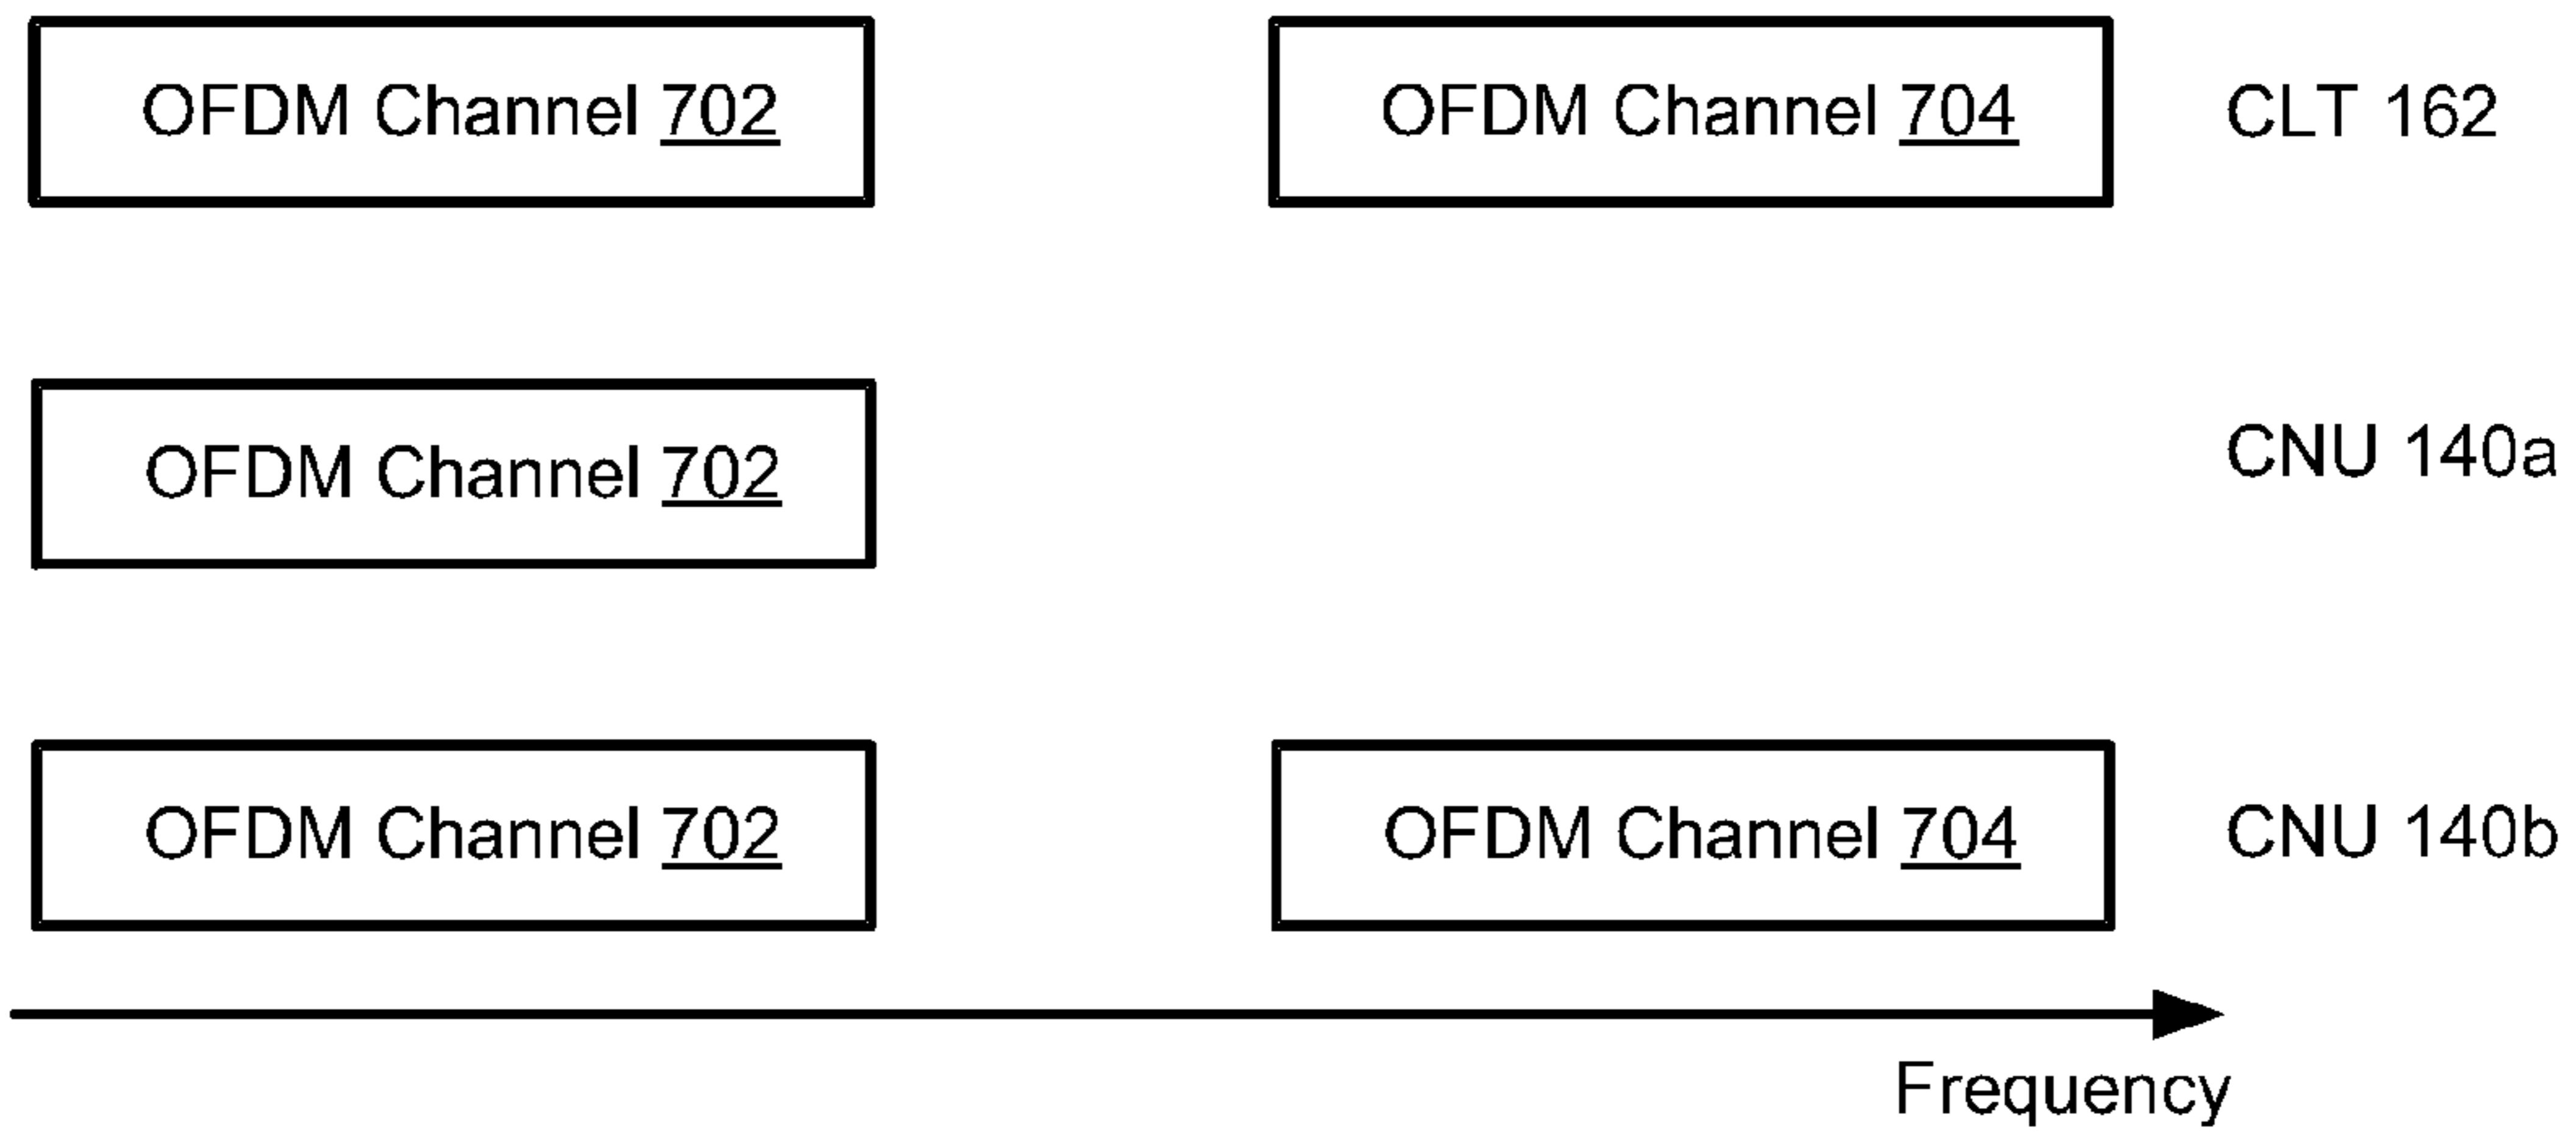 OFDM Channel 702 OFDM Channel 704 CLT 162
OFDM Channel 702 CNU 140a
OFDM Channel 702 OFDM Channel 704 CNU 140b
Frequency